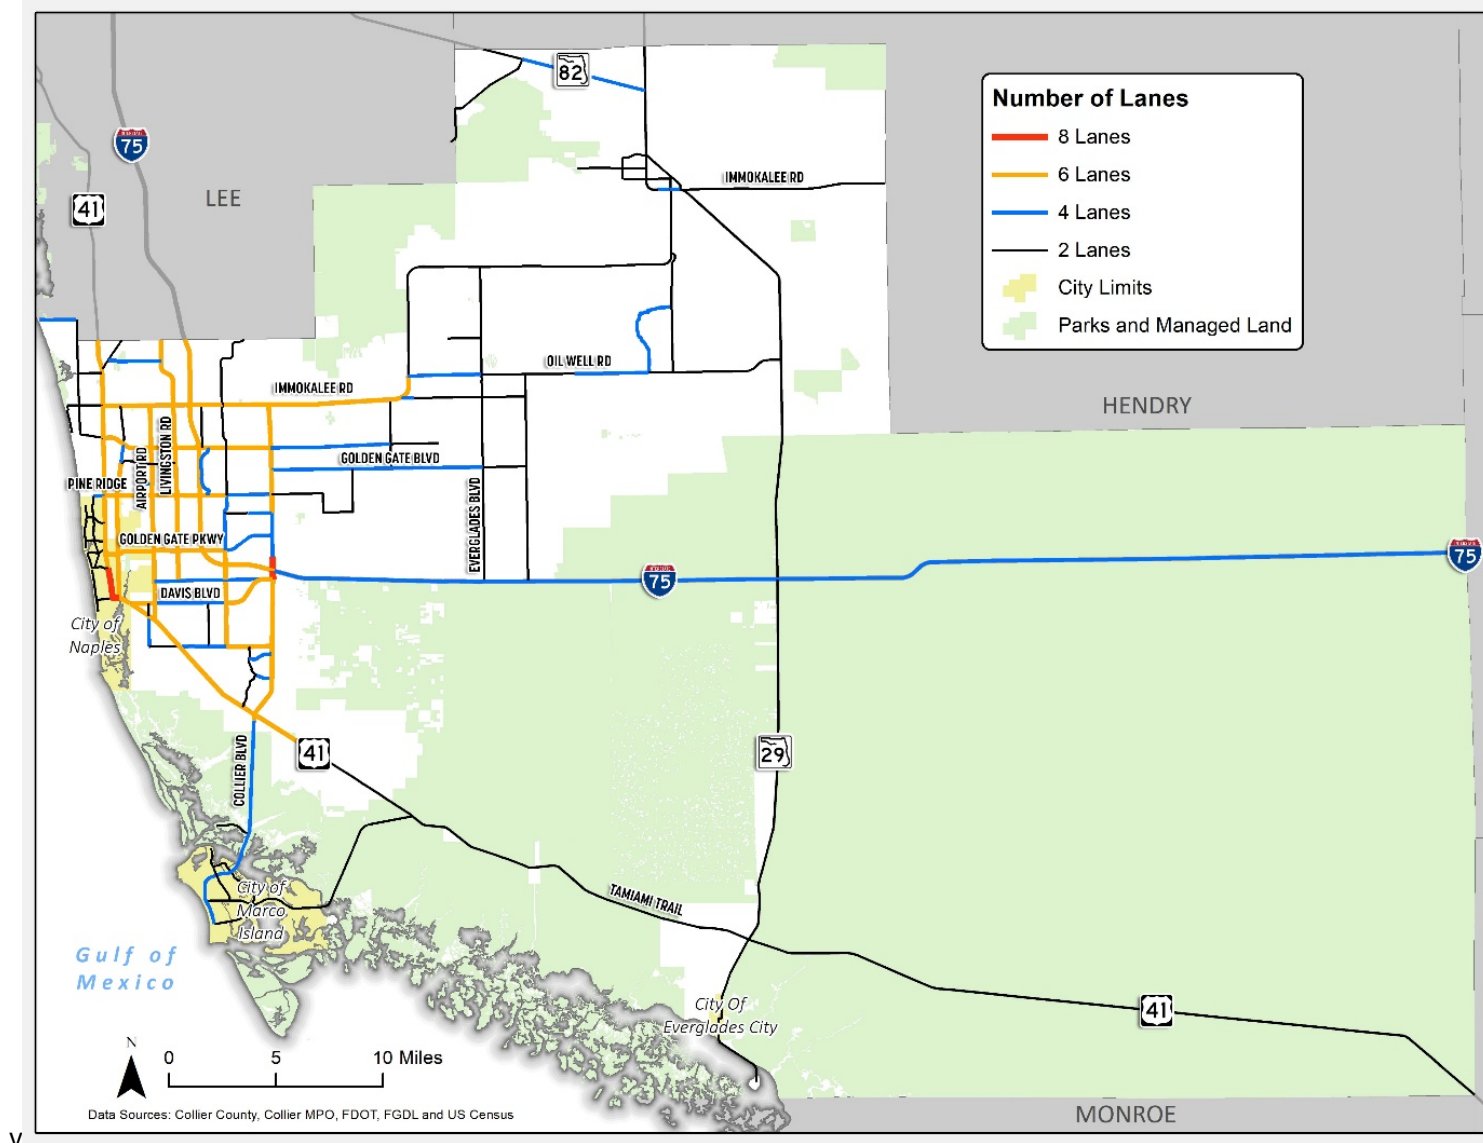 82
75
41
LEE
IMMOKALEE RD
Number of Lanes
8 Lanes
6 Lanes
4 Lanes
2 Lanes
City Limits
Parks and Managed Land
OIL WELL RD
IMMOKALEE RD
HENDRY
LIVINGSTON RD
AIRPORT RD
GOLDEN GATE BLVD
PINE RIDGE
EVERGLADES BLVD
GOLDEN GATE PKWY
75
75
DAVIS BLVD
City of
Naples
41
29
COLLIER BLVD
TAMIAMI TRAIL
City of
Marco
Island
Gulf of
Mexico
City Of
Everglades City
41
N
0 5 10 Miles
Data Sources: Collier County, Collier MPO, FDOT, FGDL and US Census
MONROE
y